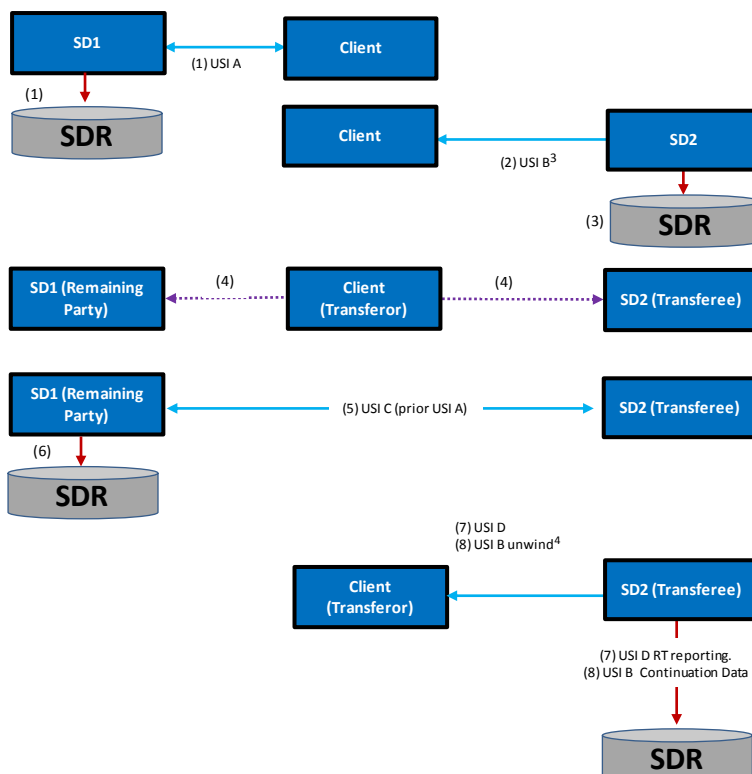 SD1
Client
(1) USI A
(1)
SDR
Client
SD2
(2) USI B3
(3)
SDR
SD1 (Remaining
Party)
(4)
Client
(Transferor)
(4)
SD2 (Transferee)
SD1 (Remaining
Party)
(5) USI C (prior USI A)
SD2 (Transferee)
(6)
SDR
(7) USI D
(8) USI B unwind4
Client
(Transferor)
SD2 (Transferee)
(7) USI D RT reporting.
(8) USI B Continuation Data
SDR